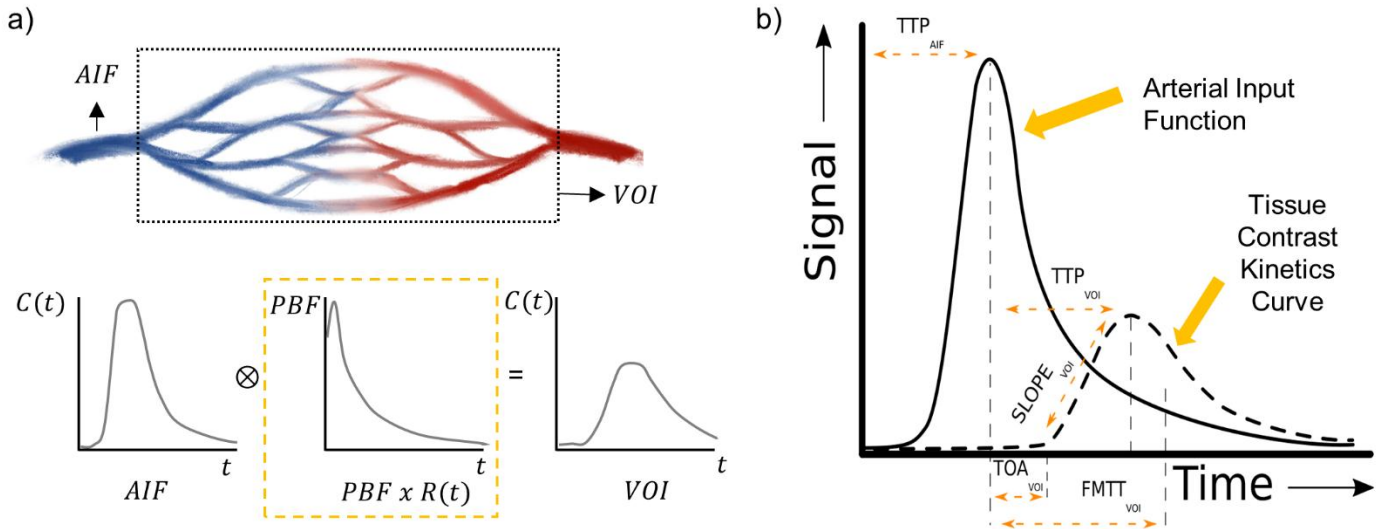 a)
AIF
VOI
C(t)
t
AIF
⊗
PBF
t
PBF x R(t)
=
C(t)
t
VOI
b)
Signal
TTP AIF
Arterial Input
Function
Tissue
Contrast
Kinetics
Curve
TTP VOI
SLOPE VOI
TOA VOI
FMTT VOI
Time